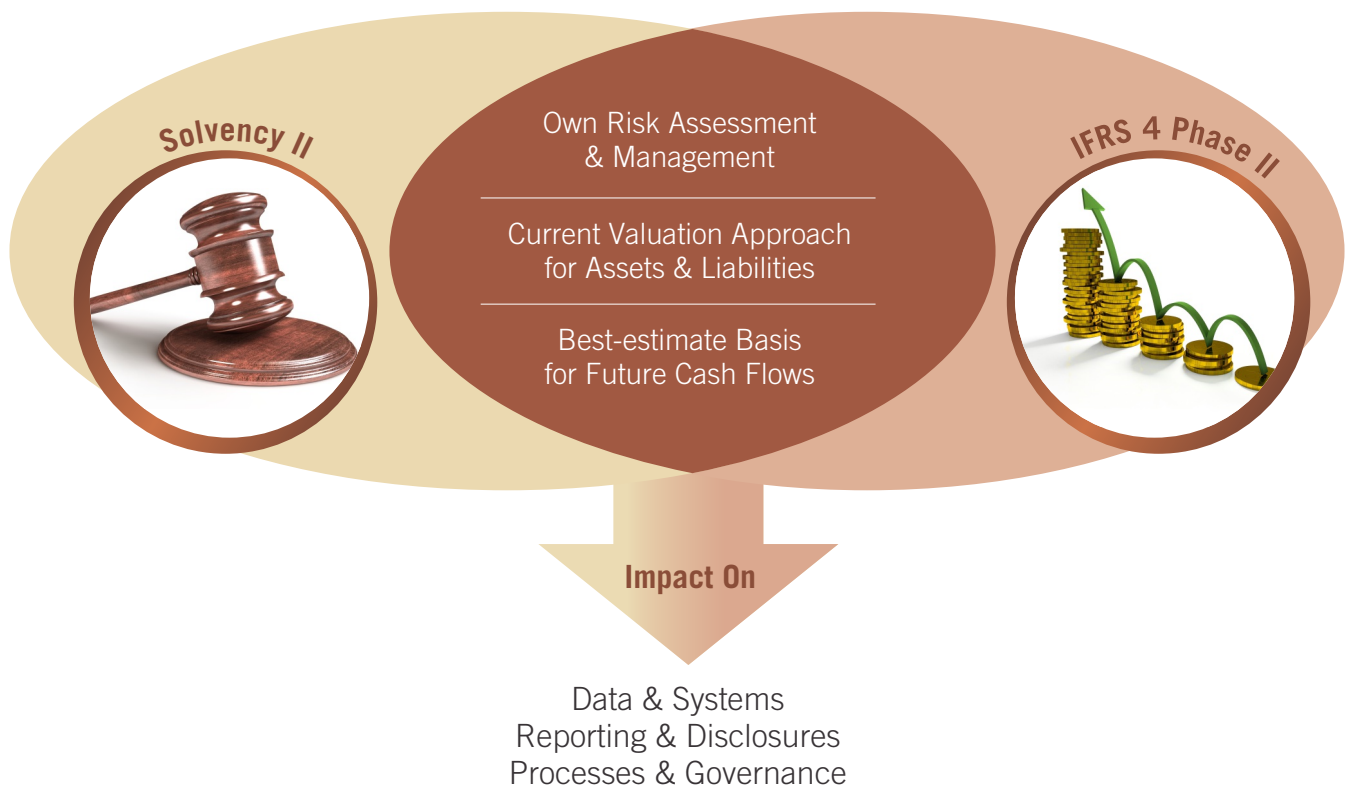 Solvency II
IFRS 4 Phase II
Own Risk Assessment
& Management
Current Valuation Approach
for Assets & Liabilities
Best-estimate Basis
for Future Cash Flows
Impact On
Data & Systems
Reporting & Disclosures
Processes & Governance